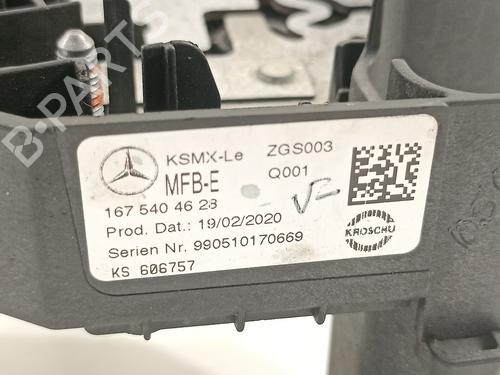 B-PARTS
KSMX-Le ZGS003
MFB-E Q001
167 540 46 28
Prod. Dat.: 19/02/2020
Serien Nr. 990510170669
KS 606757
KROSCHU